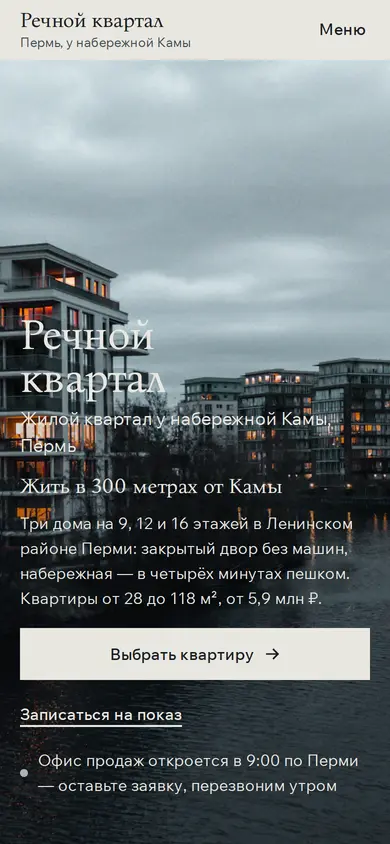 Речной квартал
Пермь, у набережной Камы
Меню
Речной
квартал
Жилой квартал у набережной Камы,
Пермь
Жить в 300 метрах от Камы
Три дома на 9, 12 и 16 этажей в Ленинском
районе Перми: закрытый двор без машин,
набережная — в четырёх минутах пешком.
Квартиры от 28 до 118 м², от 5,9 млн ₽.
Выбрать квартиру →
Записаться на показ
Офис продаж откроется в 9:00 по Перми
— оставьте заявку, перезвоним утром